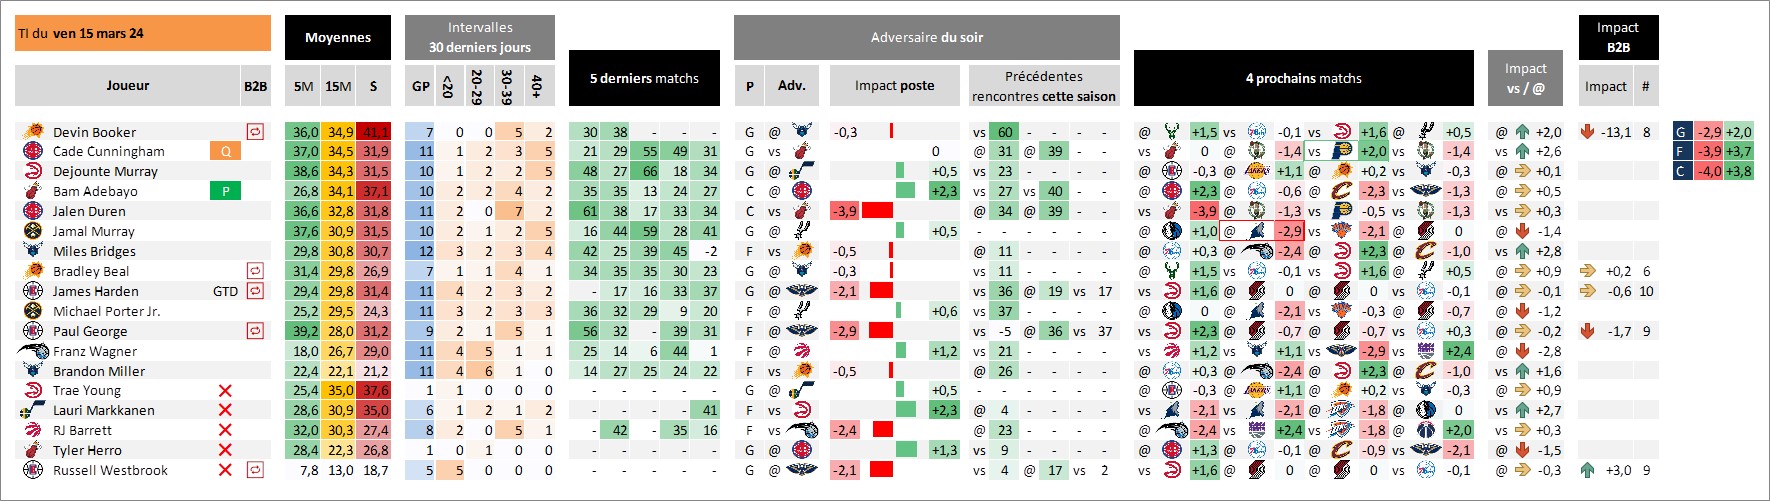 TI du ven 15 mars 24
Moyennes
Intervalles
30 derniers jours
5 derniers matchs
Adversaire du soir
4 prochains matchs
Impact
vs / @
Impact
B2B
Joueur B2B 5M 15M S GP <20 20-29 30-39 40+ P Adv. Impact poste Précédentes
rencontres cette saison
Impact #
Devin Booker 36,0 34,9 41,1 7 0 0 5 2 30 38 - - - G @ -0,3 vs 60 - - - - @ +1,5 vs -0,1 vs +1,6 @ +0,5 @ +2,0 -13,1 8 G -2,9 +2,0
Cade Cunningham Q 37,0 34,5 31,9 11 1 2 3 5 21 29 55 49 31 G vs 0 @ 31 @ 39 - - vs 0 @ -1,4 vs +2,0 @ -1,4 vs +2,6 F -3,9 +3,7
Dejounte Murray 38,6 34,3 31,5 10 1 2 2 5 48 27 66 18 34 G @ +0,5 vs 23 - - - - @ -0,3 @ +1,1 @ +0,2 vs -0,3 @ +0,1 C -4,0 +3,8
Bam Adebayo P 26,8 34,1 37,1 10 2 2 4 2 35 35 13 24 27 C @ +2,3 vs 27 vs 40 - - @ +2,3 @ -0,6 @ -2,3 vs -1,3 @ +0,5
Jalen Duren 36,6 32,8 31,8 11 2 0 7 2 61 38 17 33 34 C vs -3,9 @ 34 @ 39 - - vs -3,9 @ -1,3 vs -0,5 vs -1,3 vs +0,3
Jamal Murray 37,6 30,9 31,5 10 2 1 2 5 16 44 59 28 41 G @ +0,5 - - - - - - @ +1,0 @ -2,9 vs -2,1 @ 0 @ -1,4
Miles Bridges 29,8 30,8 30,7 12 3 2 3 4 42 25 39 45 -2 F vs -0,5 @ 11 - - - - @ +0,3 @ -2,4 @ +2,3 @ -1,0 vs +2,8
Bradley Beal 31,4 29,8 26,9 7 1 1 4 1 34 35 35 30 23 G @ -0,3 vs 11 - - - - @ +1,5 vs -0,1 vs +1,6 @ +0,5 @ +0,9 +0,2 6
James Harden GTD 29,4 29,8 31,4 11 4 2 3 2 - 17 16 33 37 G @ -2,1 vs 36 @ 19 vs 17 vs +1,6 @ 0 @ 0 vs -0,1 @ -0,1 -0,6 10
Michael Porter Jr. 25,2 29,5 24,3 11 3 2 3 3 36 32 29 9 20 F @ +0,6 vs 37 - - - - @ 0 @ -2,1 vs -0,3 @ 0 @ -1,2
Paul George 39,2 28,0 31,2 9 2 1 5 1 56 32 - 39 31 F @ -2,9 vs -5 @ 36 vs 37 vs +2,3 @ -0,7 @ -0,7 vs +0,3 @ -0,2 -1,7 9
Franz Wagner 18,0 26,7 29,0 11 4 5 1 1 25 14 6 44 1 F @ +1,2 vs 21 - - - - vs +1,2 vs +1,1 vs -2,9 vs +2,4 @ -2,8
Brandon Miller 22,4 22,1 21,2 11 4 6 1 0 14 27 25 24 22 F vs -0,5 @ 26 - - - - @ +0,3 @ -2,4 @ +2,3 @ -1,0 vs +1,6
Trae Young 25,4 35,0 37,6 1 1 0 0 0 - - - - - G @ +0,5 - - - - - - @ -0,3 @ +1,1 @ +0,2 vs -0,3 @ +0,9
Lauri Markkanen 28,6 30,9 35,0 6 1 2 1 2 - - - - 41 F vs +2,3 @ 4 - - - - vs -2,1 vs -2,1 @ -1,8 @ 0 vs +2,7
RJ Barrett 32,0 30,3 27,4 8 2 0 5 1 - 42 - 35 16 F vs -2,4 @ 23 - - - - @ -2,4 vs +2,4 vs -1,8 @ +2,0 vs +0,3
Tyler Herro 28,4 22,3 26,8 1 1 0 0 0 - - - - - G @ +1,3 vs 9 - - - - @ +1,3 @ -0,1 @ -0,9 vs -2,1 @ -1,5
Russell Westbrook 7,8 13,0 18,7 5 5 0 0 0 - - - - - G @ -2,1 vs 4 @ 17 vs 2 vs +1,6 @ 0 @ 0 vs -0,1 @ -0,3 +3,0 9